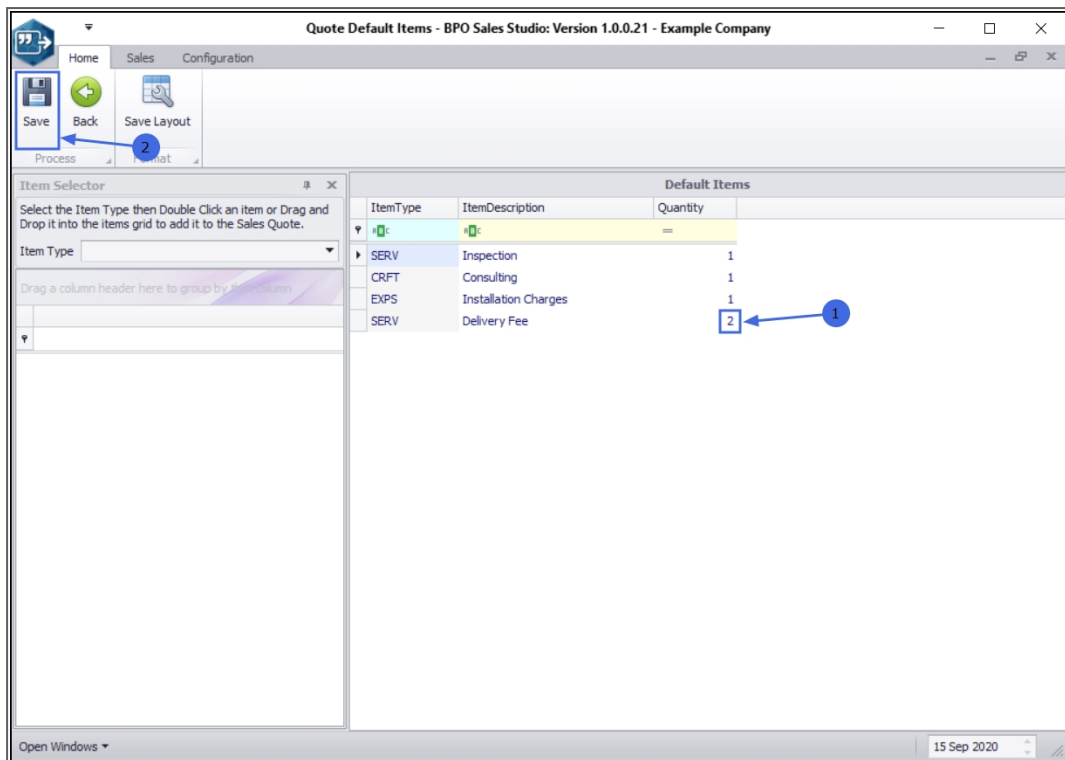 Quote Default Items - BPO Sales Studio: Version 1.0.0.21 - Example Company
Home Sales Configuration
Save Back Save Layout
2
Process
Item Selector
Default Items
Select the Item Type then Double Click an item or Drag and
Drop it into the items grid to add it to the Sales Quote.
Item Type
Drag a column header here to group by that column
ItemType ItemDescription Quantity
=
SERV Inspection 1
CRFT Consulting 1
EXPS Installation Charges 1
SERV Delivery Fee 2
1
Open Windows
15 Sep 2020